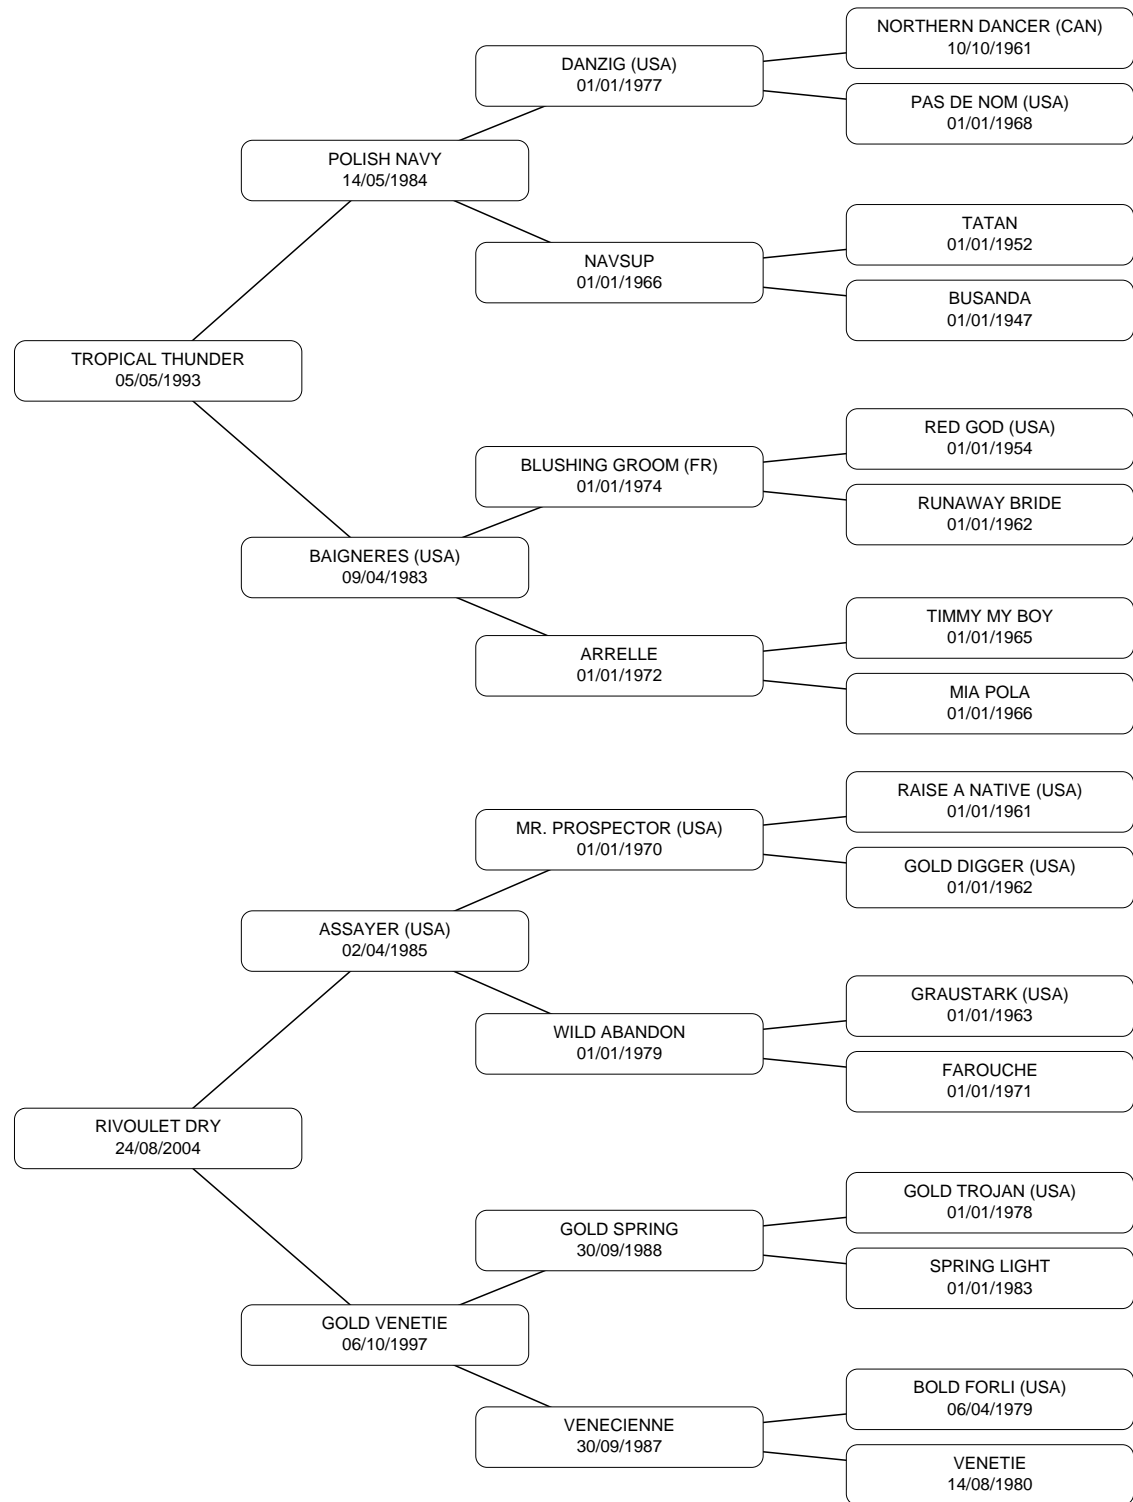 NORTHERN DANCER (CAN)
10/10/1961
DANZIG (USA)
01/01/1977
PAS DE NOM (USA)
01/01/1968
POLISH NAVY
14/05/1984
TATAN
01/01/1952
NAVSUP
01/01/1966
BUSANDA
01/01/1947
TROPICAL THUNDER
05/05/1993
RED GOD (USA)
01/01/1954
BLUSHING GROOM (FR)
01/01/1974
RUNAWAY BRIDE
01/01/1962
BAIGNERES (USA)
09/04/1983
TIMMY MY BOY
01/01/1965
ARRELLE
01/01/1972
MIA POLA
01/01/1966
RAISE A NATIVE (USA)
01/01/1961
MR. PROSPECTOR (USA)
01/01/1970
GOLD DIGGER (USA)
01/01/1962
ASSAYER (USA)
02/04/1985
GRAUSTARK (USA)
01/01/1963
WILD ABANDON
01/01/1979
FAROUCHE
01/01/1971
RIVOULET DRY
24/08/2004
GOLD TROJAN (USA)
01/01/1978
GOLD SPRING
30/09/1988
SPRING LIGHT
01/01/1983
GOLD VENETIE
06/10/1997
BOLD FORLI (USA)
06/04/1979
VENECIENNE
30/09/1987
VENETIE
14/08/1980